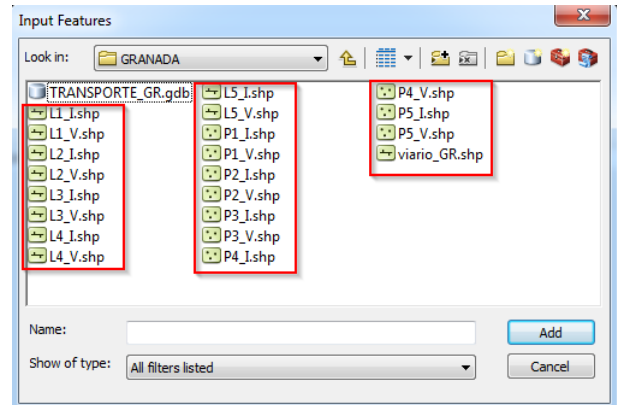 Input Features
Look in: GRANADA
TRANSPORTE_GR.gdb
L1_I.shp
L1_V.shp
L2_I.shp
L2_V.shp
L3_I.shp
L3_V.shp
L4_I.shp
L4_V.shp
L5_I.shp
L5_V.shp
P1_I.shp
P1_V.shp
P2_I.shp
P2_V.shp
P3_I.shp
P3_V.shp
P4_I.shp
P4_V.shp
P5_I.shp
P5_V.shp
viario_GR.shp
Name:
Add
Show of type: All filters listed
Cancel